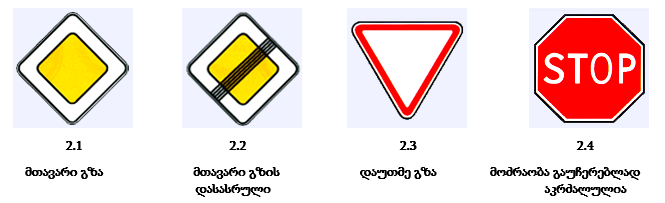 STOP
2.1 2.2 2.3 2.4
მთავარი გზა მთავარი გზის დაუთმე გზა მოძრაობა გაუჩერებლად
დასასრული აკრძალულია